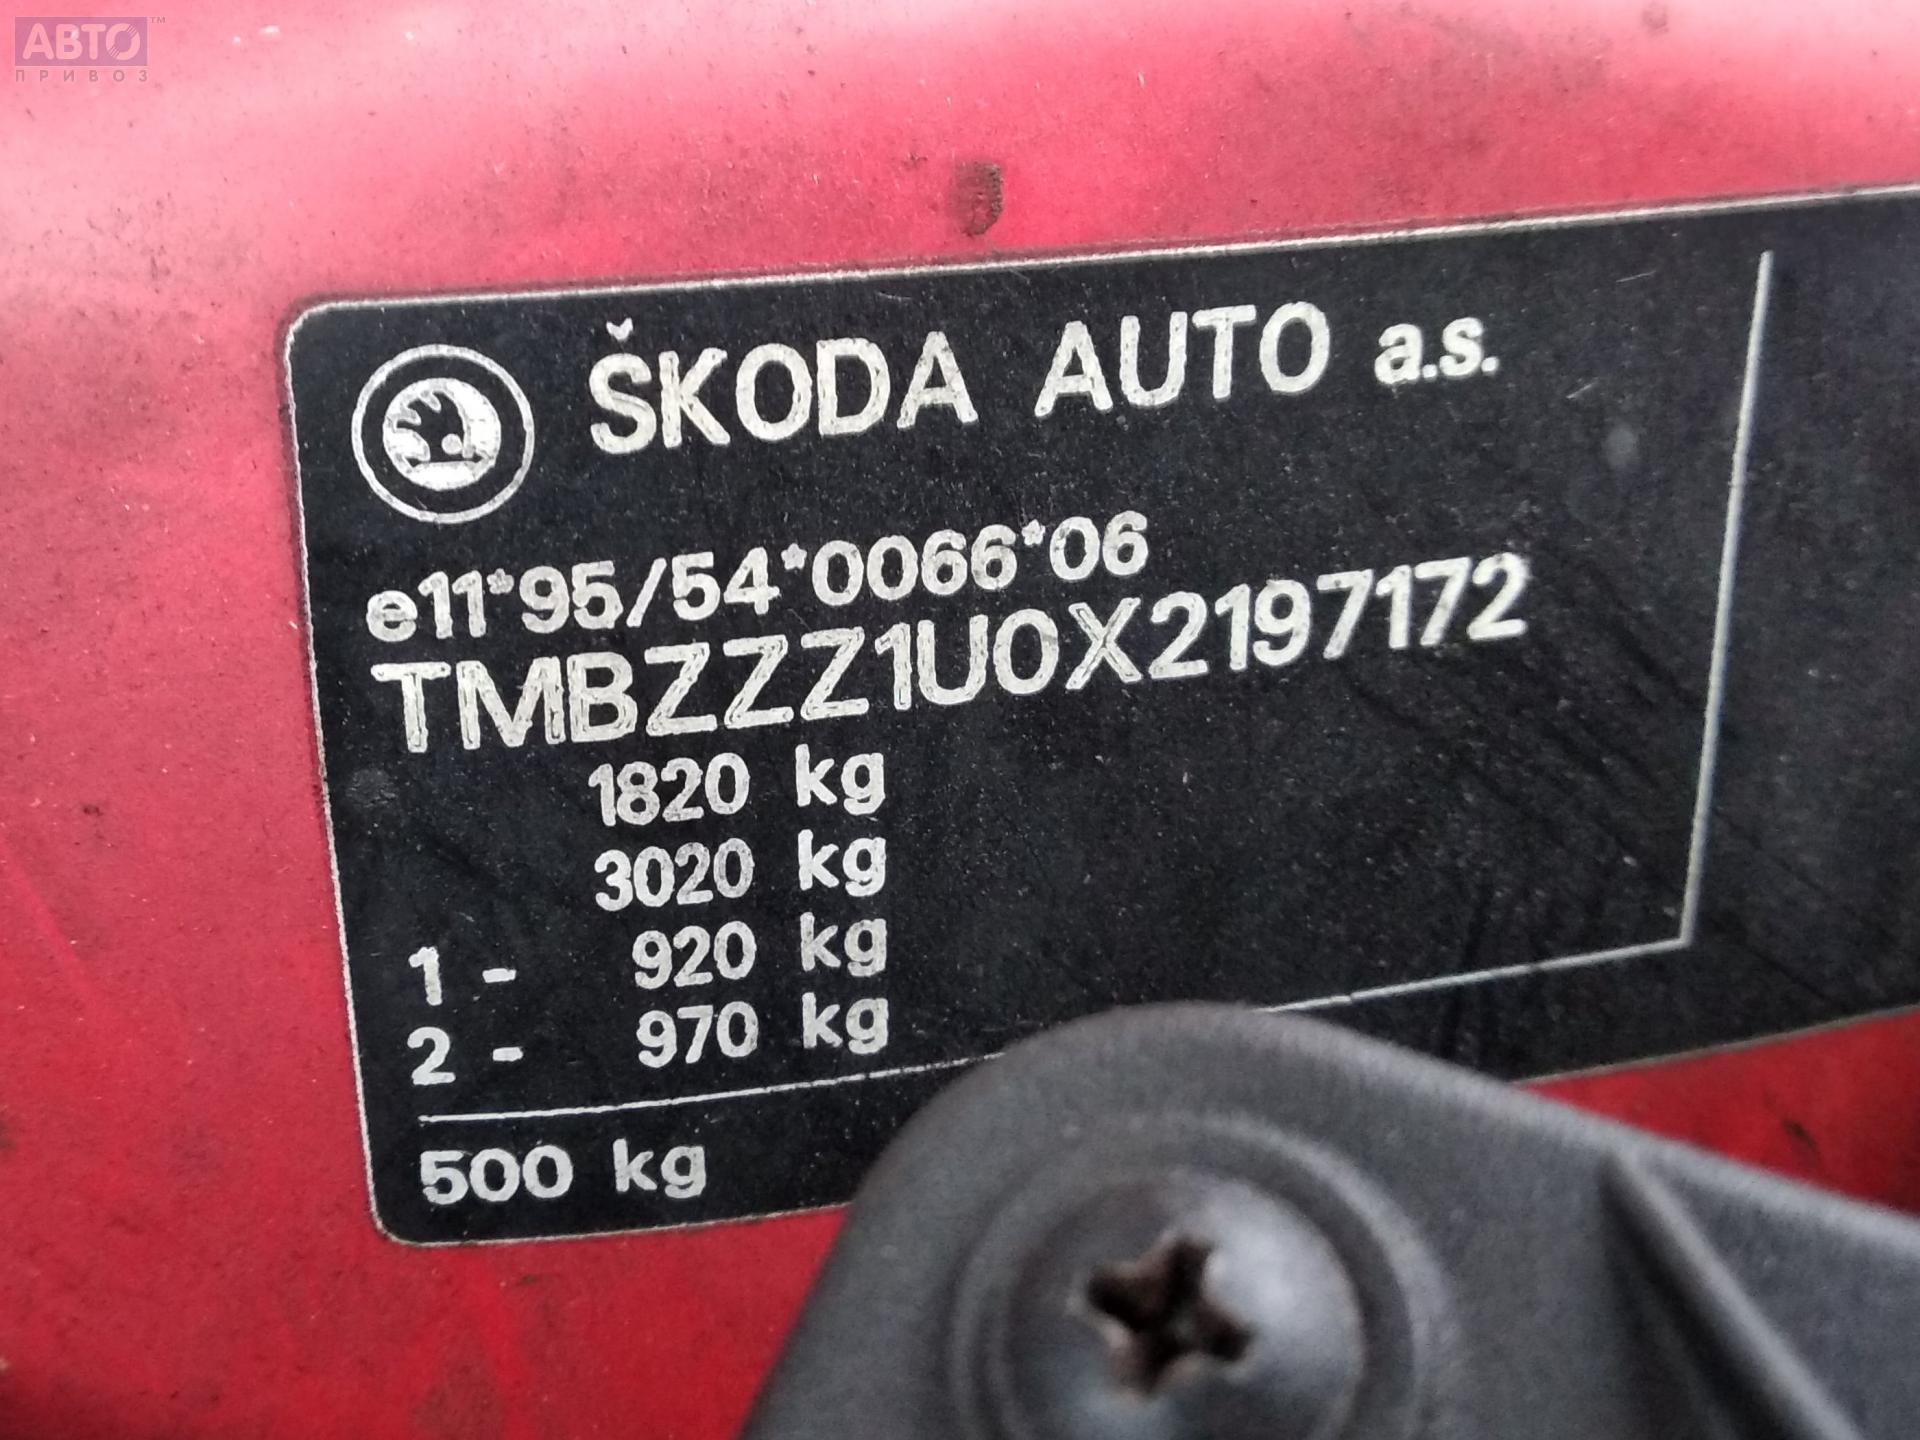 АВТО™
ПРИВОЗ
ŠKODA AUTO a.s.
e11*95/54*0066*06
TMBZZZ1U0X2197172
1820 kg
3020 kg
1 - 920 kg
2 - 970 kg
500 kg